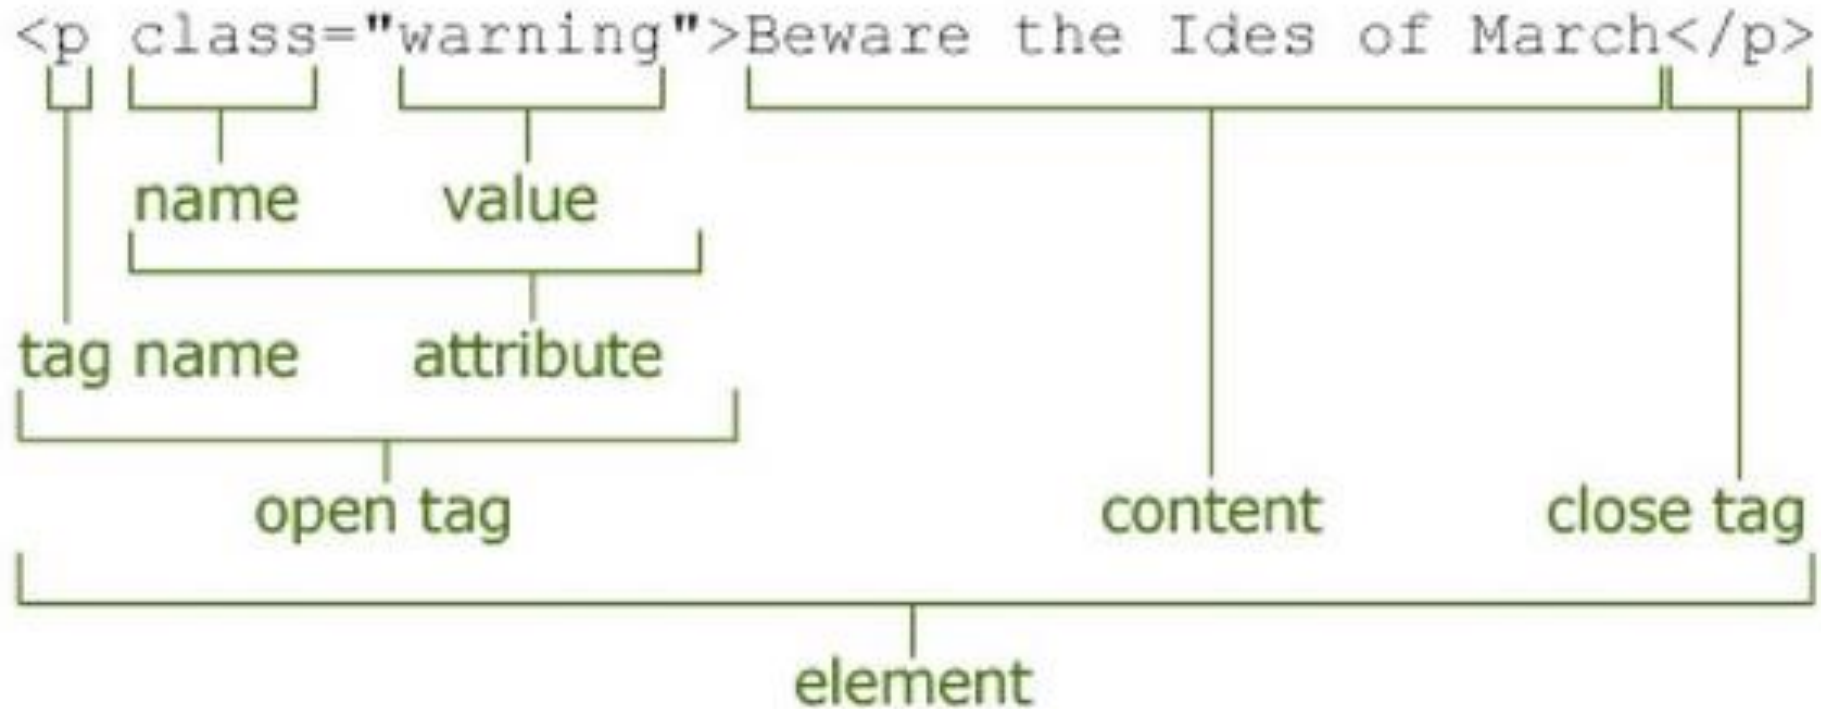 <p class="warning">Beware the Ides of March</p>
name value
tag name attribute
open tag content close tag
element